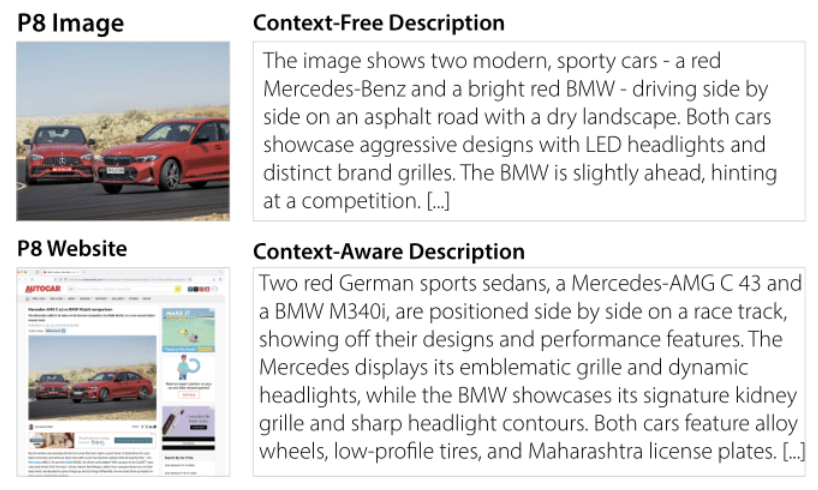 P8 Image
Context-Free Description
The image shows two modern, sporty cars - a red
Mercedes-Benz and a bright red BMW - driving side by
side on an asphalt road with a dry landscape. Both cars
showcase aggressive designs with LED headlights and
distinct brand grilles. The BMW is slightly ahead, hinting
at a competition. [...]
P8 Website
Context-Aware Description
AUTOCAR
Two red German sports sedans, a Mercedes-AMG C 43 and
a BMW M340i, are positioned side by side on a race track,
showing off their designs and performance features. The
Mercedes displays its emblematic grille and dynamic
headlights, while the BMW showcases its signature kidney
grille and sharp headlight contours. Both cars feature alloy
wheels, low-profile tires, and Maharashtra license plates. [...]